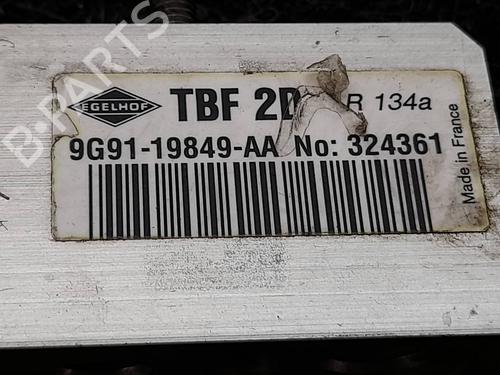 B-PARTS
EGELHOF
TBF 2D R 134a
9G91-19849-AA No: 324361
Made in France